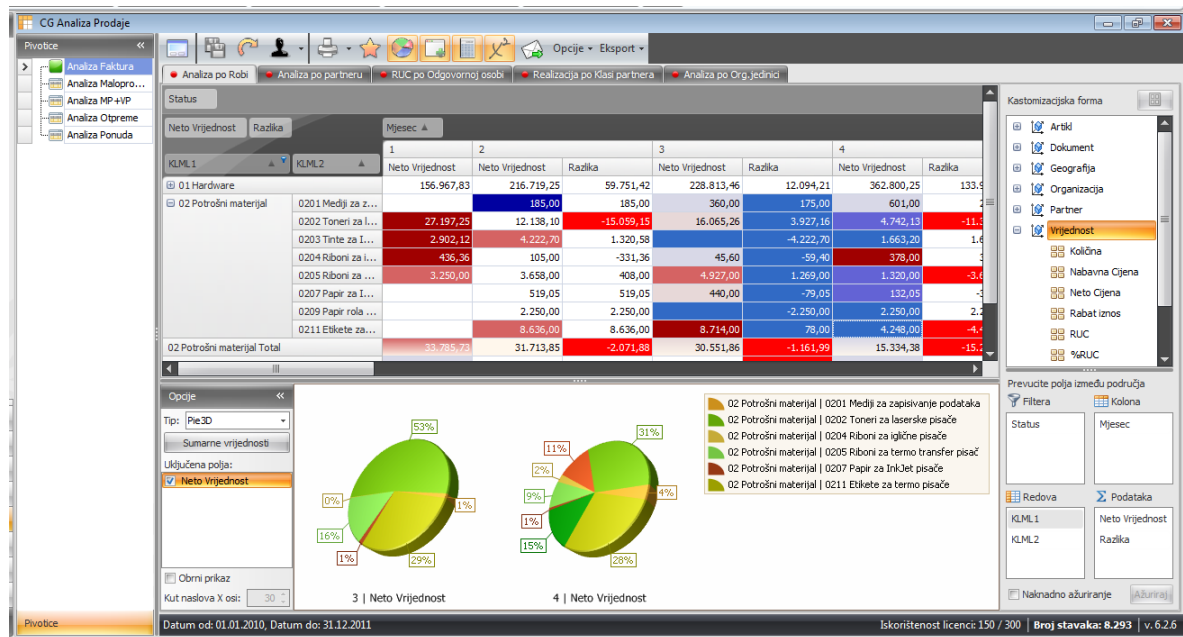 CG Analiza Prodaje
Pivotice «
Analiza Faktura
Analiza Malopro...
Analiza MP+VP
Analiza Otpreme
Analiza Ponuda
Opcije Eksport
Analiza po Robi Analiza po partneru RUC po Odgovornoj osobi Realizacija po Klasi partnera Analiza po Org.jedinici
Status
Neto Vrijednost Razlika Mjesec
1 2 3 4
KLML1 KLML2 Neto Vrijednost Neto Vrijednost Razlika Neto Vrijednost Razlika Neto Vrijednost Razlika
01 Hardware 156.967,83 216.719,25 59.751,42 228.813,46 12.094,21 362.800,25 133.9
02 Potrošni materijal 0201 Mediji za z... 185,00 185,00 360,00 175,00 601,00
0202 Toneri za l... 27.197,25 12.138,10 -15.059,15 16.065,26 3.927,16 4.742,13 -11.3
0203 Tinte za I... 2.902,12 4.222,70 1.320,58 -4.222,70 1.663,20 1.6
0204 Riboni za i... 436,36 105,00 -331,36 45,60 -59,40 378,00
0205 Riboni za ... 3.250,00 3.658,00 408,00 4.927,00 1.269,00 1.320,00 -3.6
0207 Papir za I... 519,05 519,05 440,00 -79,05 132,05
0209 Papir rola ... 2.250,00 2.250,00 -2.250,00 2.250,00 2.2
0211 Etikete za... 8.636,00 8.636,00 8.714,00 78,00 4.248,00 -4.4
02 Potrošni materijal Total 33.785,73 31.713,85 -2.071,88 30.551,86 -1.161,99 15.334,38 -15.2
Kastomizacijska forma
Artikl
Dokument
Geografija
Organizacija
Partner
Vrijednost
Količina
Nabavna Cijena
Neto Cijena
Rabat iznos
RUC
%RUC
Prevucite polja između područja
Filtera Kolona
Status Mjesec
Redova Σ Podataka
KLML1 Neto Vrijednost
KLML2 Razlika
Naknadno ažuriranje Ažuriraj
Opcije «
Tip: Pie3D
Sumarne vrijednosti
Uključena polja:
Neto Vrijednost
Obrni prikaz
Kut naslova X osi: 30
53%
0%
1%
16%
1%
29%
3 | Neto Vrijednost
31%
11%
2%
4%
9%
1%
15%
28%
4 | Neto Vrijednost
02 Potrošni materijal | 0201 Mediji za zapisivanje podataka
02 Potrošni materijal | 0202 Toneri za laserske pisače
02 Potrošni materijal | 0204 Riboni za iglične pisače
02 Potrošni materijal | 0205 Riboni za termo transfer pisač
02 Potrošni materijal | 0207 Papir za InkJet pisače
02 Potrošni materijal | 0211 Etikete za termo pisače
Pivotice
Datum od: 01.01.2010, Datum do: 31.12.2011 Iskorištenost licenci: 150 / 300 Broj stavaka: 8.293 v. 6.2.6